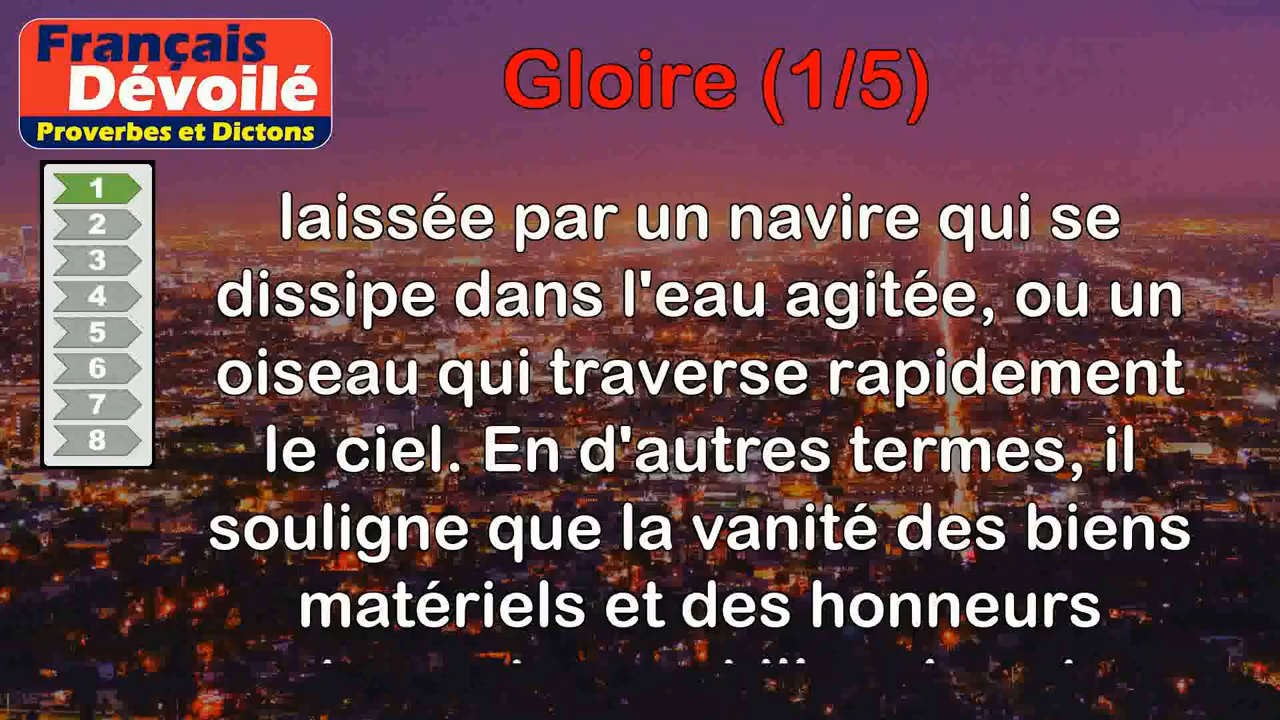 Français
Dévoilé
Proverbes et Dictons
Gloire (1/5)
1
2
3
4
5
6
7
8
laissée par un navire qui se
dissipe dans l'eau agitée, ou un
oiseau qui traverse rapidement
le ciel. En d'autres termes, il
souligne que la vanité des biens
matériels et des honneurs